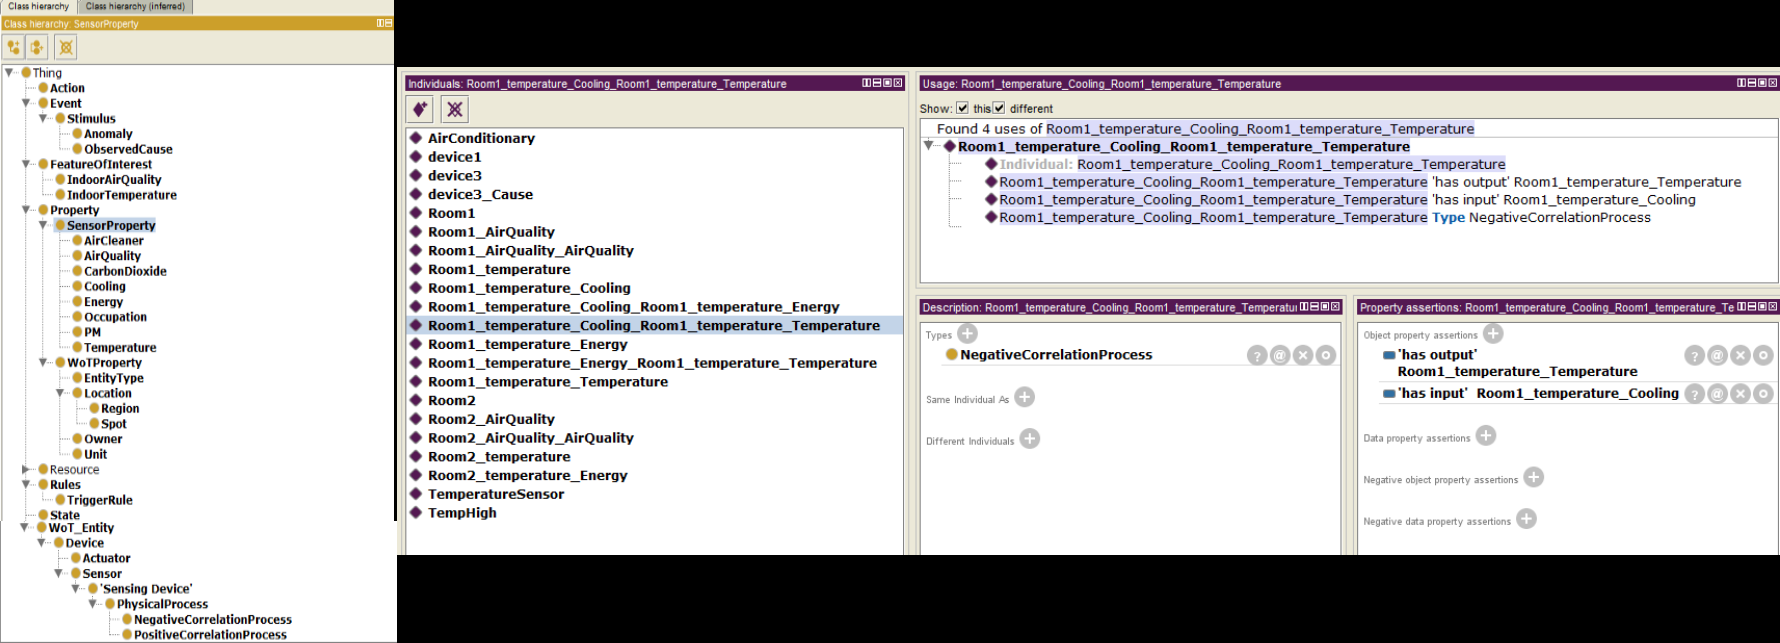 Class hierarchy
Class hierarchy (inferred)
Class hierarchy: SensorProperty
Thing
Action
Event
Stimulus
Anomaly
ObservedCause
FeatureOfInterest
IndoorAirQuality
IndoorTemperature
Property
SensorProperty
AirCleaner
AirQuality
CarbonDioxide
Cooling
Energy
Occupation
PM
Temperature
WoTProperty
EntityType
Location
Region
Spot
Owner
Unit
Resource
Rules
TriggerRule
State
WoT_Entity
Device
Actuator
Sensor
'Sensing Device'
PhysicalProcess
NegativeCorrelationProcess
PositiveCorrelationProcess
Individuals: Room1_temperature_Cooling_Room1_temperature_Temperature
AirConditionary
device1
device3
device3_Cause
Room1
Room1_AirQuality
Room1_AirQuality_AirQuality
Room1_temperature
Room1_temperature_Cooling
Room1_temperature_Cooling_Room1_temperature_Energy
Room1_temperature_Cooling_Room1_temperature_Temperature
Room1_temperature_Energy
Room1_temperature_Energy_Room1_temperature_Temperature
Room1_temperature_Temperature
Room2
Room2_AirQuality
Room2_AirQuality_AirQuality
Room2_temperature
Room2_temperature_Energy
TemperatureSensor
TempHigh
Usage: Room1_temperature_Cooling_Room1_temperature_Temperature
Show: this different
Found 4 uses of Room1_temperature_Cooling_Room1_temperature_Temperature
Room1_temperature_Cooling_Room1_temperature_Temperature
Individual: Room1_temperature_Cooling_Room1_temperature_Temperature
Room1_temperature_Cooling_Room1_temperature_Temperature 'has output' Room1_temperature_Temperature
Room1_temperature_Cooling_Room1_temperature_Temperature 'has input' Room1_temperature_Cooling
Room1_temperature_Cooling_Room1_temperature_Temperature Type NegativeCorrelationProcess
Description: Room1_temperature_Cooling_Room1_temperature_Temperatu
Types
NegativeCorrelationProcess
Same Individual As
Different Individuals
Property assertions: Room1_temperature_Cooling_Room1_temperature_Te
Object property assertions
'has output'
Room1_temperature_Temperature
'has input' Room1_temperature_Cooling
Data property assertions
Negative object property assertions
Negative data property assertions